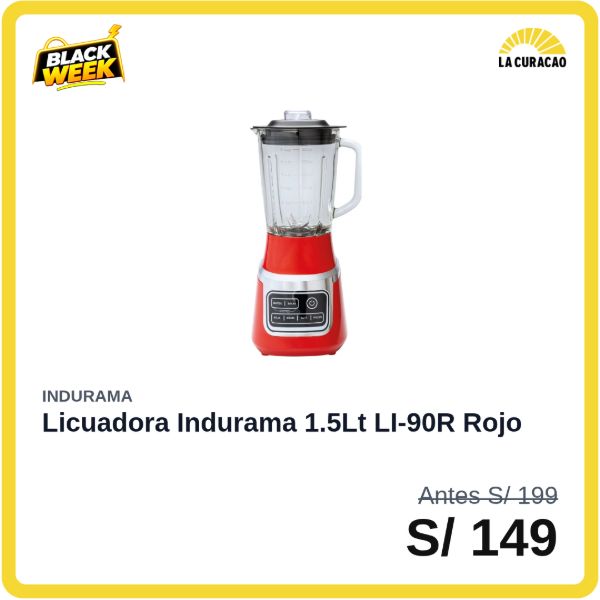 BLACK
WEEK
LA CURACAO
INDURAMA
Licuadora Indurama 1.5Lt LI-90R Rojo
Antes S/ 199
S/ 149